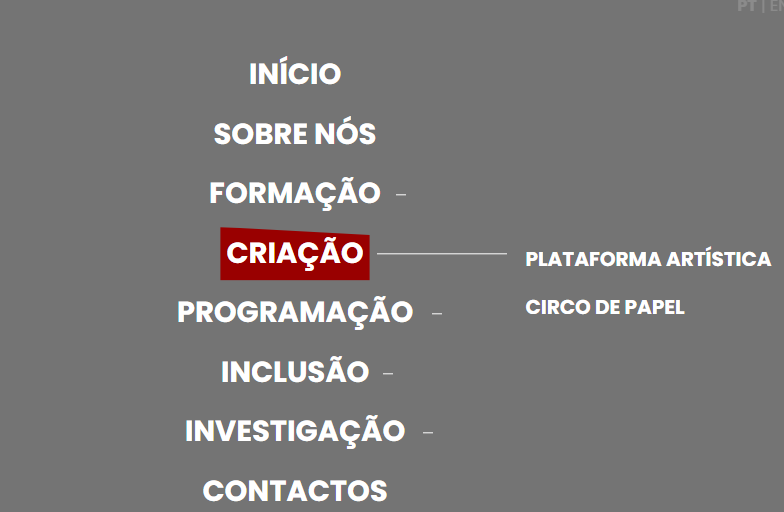 PT | EN
INÍCIO
SOBRE NÓS
FORMAÇÃO –
CRIAÇÃO
PLATAFORMA ARTÍSTICA
CIRCO DE PAPEL
PROGRAMAÇÃO –
INCLUSÃO –
INVESTIGAÇÃO –
CONTACTOS